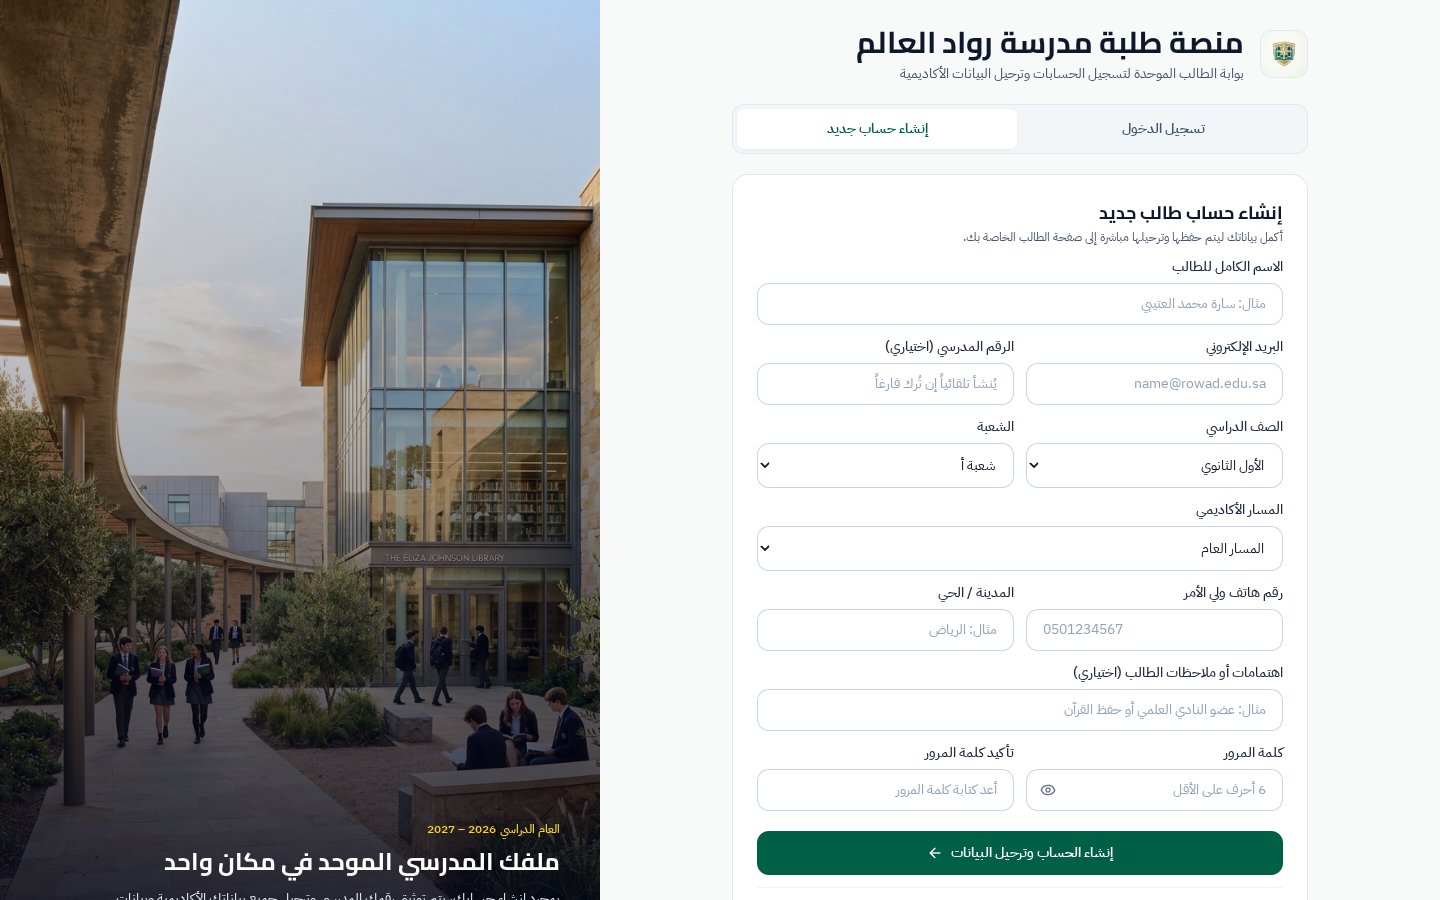 منصة طلبة مدرسة رواد العالم
بوابة الطالب الموحدة لتسجيل الحسابات وترحيل البيانات الأكاديمية
تسجيل الدخول
إنشاء حساب جديد
إنشاء حساب طالب جديد
أكمل بياناتك ليتم حفظها وترحيلها مباشرة إلى صفحة الطالب الخاصة بك.
الاسم الكامل للطالب
مثال: سارة محمد العتيبي
البريد الإلكتروني
name@rowad.edu.sa
الرقم المدرسي (اختياري)
يُنشأ تلقائياً إن تُرك فارغاً
الصف الدراسي
الأول الثانوي
الشعبة
شعبة أ
المسار الأكاديمي
المسار العام
رقم هاتف ولي الأمر
0501234567
المدينة / الحي
مثال: الرياض
اهتمامات أو ملاحظات الطالب (اختياري)
مثال: عضو النادي العلمي أو حفظ القرآن
كلمة المرور
6 أحرف على الأقل
تأكيد كلمة المرور
أعد كتابة كلمة المرور
إنشاء الحساب وترحيل البيانات
THE ELIZA JOHNSON LIBRARY
العام الدراسي 2026 – 2027
ملفك المدرسي الموحد في مكان واحد